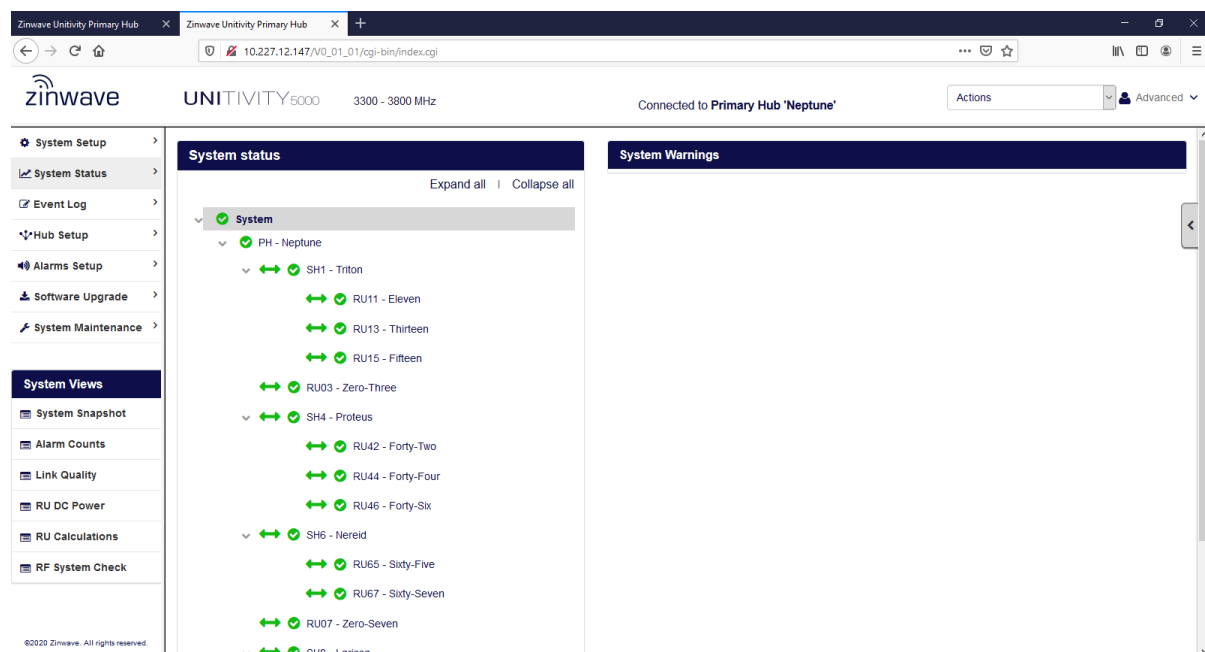 Zinwave Unitivity Primary Hub
Zinwave Unitivity Primary Hub
10.227.12.147/V0_01_01/cgi-bin/index.cgi
zinwave
UNITIVITY5000
3300 - 3800 MHz
Connected to Primary Hub 'Neptune'
Actions
Advanced
System Setup
System Status
Event Log
Hub Setup
Alarms Setup
Software Upgrade
System Maintenance
System Views
System Snapshot
Alarm Counts
Link Quality
RU DC Power
RU Calculations
RF System Check
©2020 Zinwave. All rights reserved.
System status
Expand all | Collapse all
System
PH - Neptune
SH1 - Triton
RU11 - Eleven
RU13 - Thirteen
RU15 - Fifteen
RU03 - Zero-Three
SH4 - Proteus
RU42 - Forty-Two
RU44 - Forty-Four
RU46 - Forty-Six
SH6 - Nereid
RU65 - Sixty-Five
RU67 - Sixty-Seven
RU07 - Zero-Seven
System Warnings